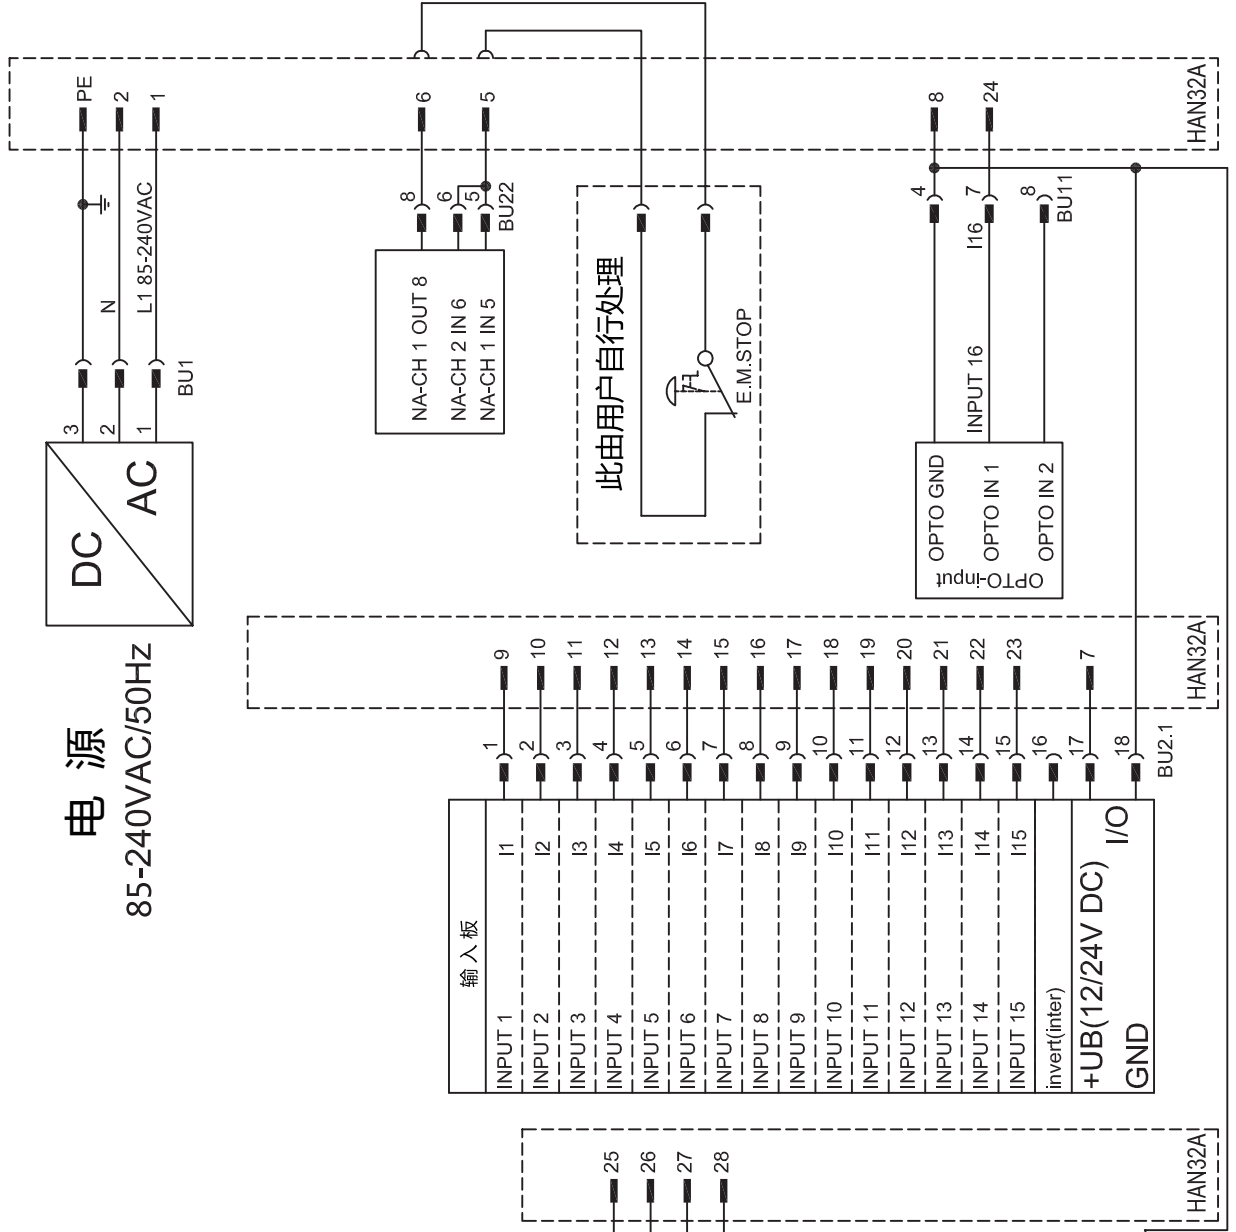 电 源
85-240VAC/50Hz
DC
AC
3
2
1
BU1
N
L1 85-240VAC
PE
2
1
6
5
8
24
HAN32A
8
6
5
BU22
NA-CH 1 OUT 8
NA-CH 2 IN 6
NA-CH 1 IN 5
此由用户自行处理
E.M.STOP
4
7
8
BU11
I16
INPUT 16
OPTO GND
OPTO IN 1
OPTO IN 2
OPTO-input
9
10
11
12
13
14
15
16
17
18
19
20
21
22
23
7
HAN32A
1
2
3
4
5
6
7
8
9
10
11
12
13
14
15
16
17
18
BU2.1
输入板
INPUT 1 I1
INPUT 2 I2
INPUT 3 I3
INPUT 4 I4
INPUT 5 I5
INPUT 6 I6
INPUT 7 I7
INPUT 8 I8
INPUT 9 I9
INPUT 10 I10
INPUT 11 I11
INPUT 12 I12
INPUT 13 I13
INPUT 14 I14
INPUT 15 I15
invert(inter)
+UB(12/24V DC)
GND I/O
25
26
27
28
HAN32A